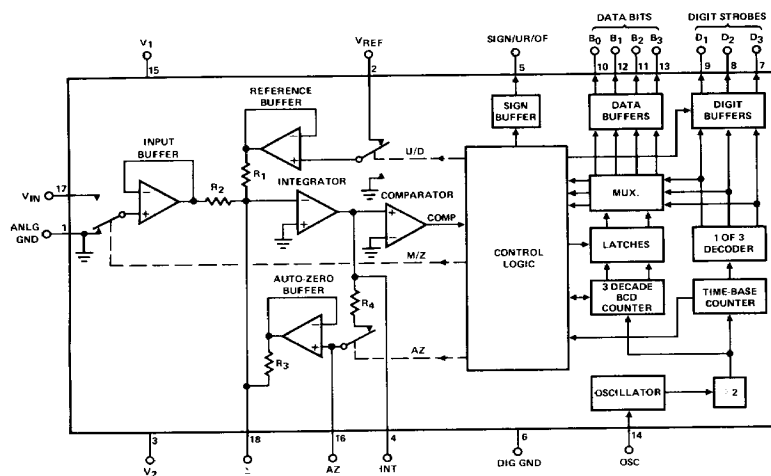 DATA BITS DIGIT STROBES
V1 VREF SIGN/UR/OF B0 B1 B2 B3 D1 D2 D3
15 2 5 10 12 11 13 9 8 7
REFERENCE
BUFFER
SIGN
BUFFER
DATA
BUFFERS
DIGIT
BUFFERS
INPUT
BUFFER
U/D
R1
INTEGRATOR
R2
COMPARATOR
MUX.
VIN 17
ANLG
GND 1
COMP
CONTROL
LOGIC
LATCHES
1 OF 3
DECODER
M/Z
AUTO-ZERO
BUFFER
R4
3 DECADE
BCD
COUNTER
TIME-BASE
COUNTER
R3
AZ
OSCILLATOR
2
3 18 16 4 6 14
V2 AZ INT DIG GND OSC